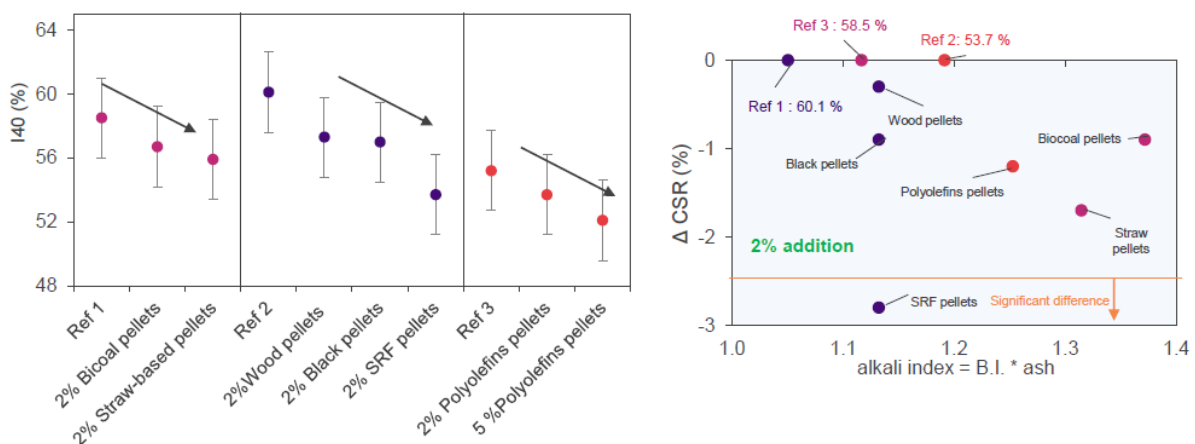 I40 (%)
64
60
56
52
48
Ref 1
2% Bicoal pellets
2% Straw-based pellets
Ref 2
2%Wood pellets
2% Black pellets
2% SRF pellets
Ref 3
2% Polyolefins pellets
5 %Polyolefins pellets
Ref 3 : 58.5 %
Ref 2: 53.7 %
Ref 1 : 60.1 %
Wood pellets
Black pellets
Biocoal pellets
Polyolefins pellets
Straw
pellets
2% addition
SRF pellets
Significant difference
Δ CSR (%)
0
-1
-2
-3
1.0
1.1
1.2
1.3
1.4
alkali index = B.I. * ash